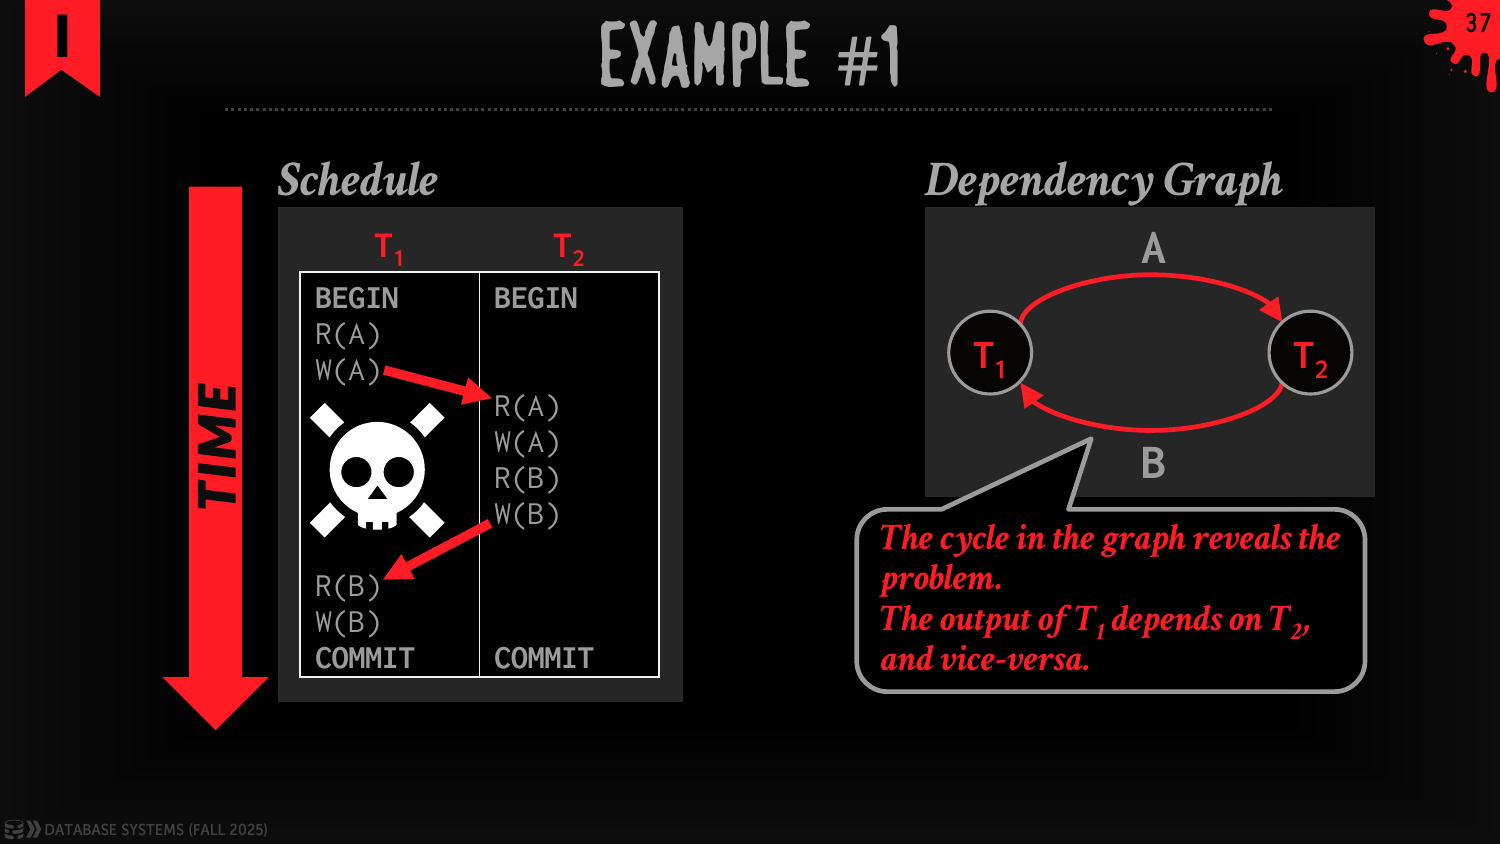 I
EXAMPLE #1
37
Schedule
TIME
T1 T2
BEGIN BEGIN
R(A)
W(A)
R(A)
W(A)
R(B)
W(B)
R(B)
W(B)
COMMIT COMMIT
Dependency Graph
A
T1 T2
B
The cycle in the graph reveals the
problem.
The output of T1 depends on T2,
and vice-versa.
DATABASE SYSTEMS (FALL 2025)